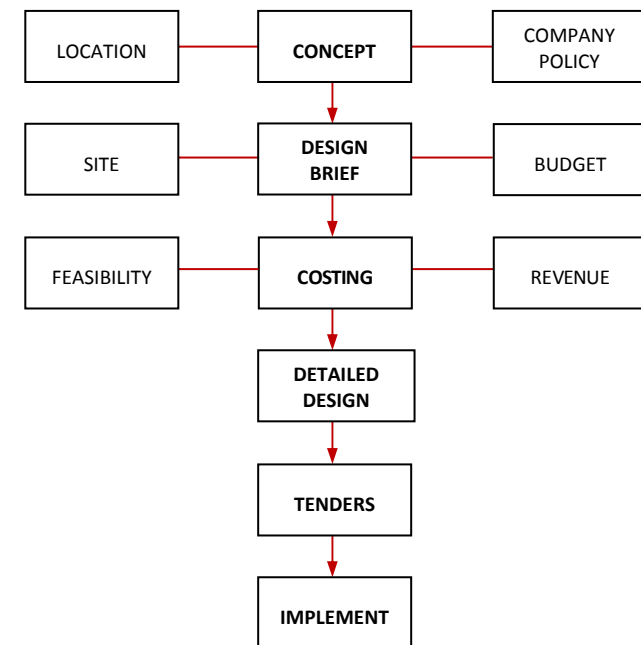 LOCATION
CONCEPT
COMPANY
POLICY
SITE
DESIGN
BRIEF
BUDGET
FEASIBILITY
COSTING
REVENUE
DETAILED
DESIGN
TENDERS
IMPLEMENT